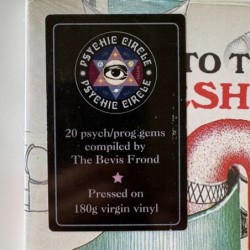 PSYCHIC CIRCLE
PSYCHIC CIRCLE
20 psych/prog gems
compiled by
The Bevis Frond
Pressed on
180g virgin vinyl
TO T
SH